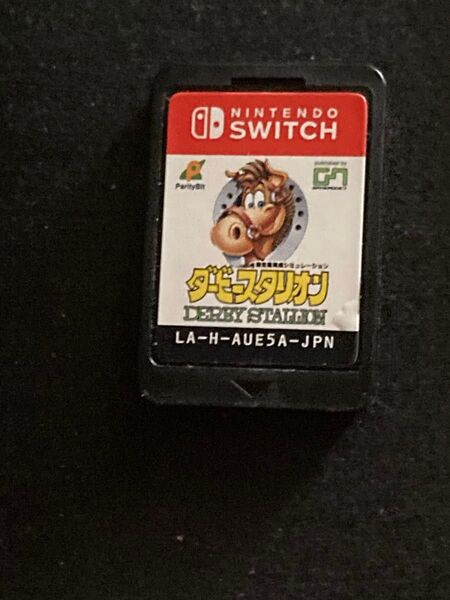 NINTENDO
SWITCH
ParityBit
published by
ダービースタリオン
DERBY STALLION
LA-H-AUE5A-JPN